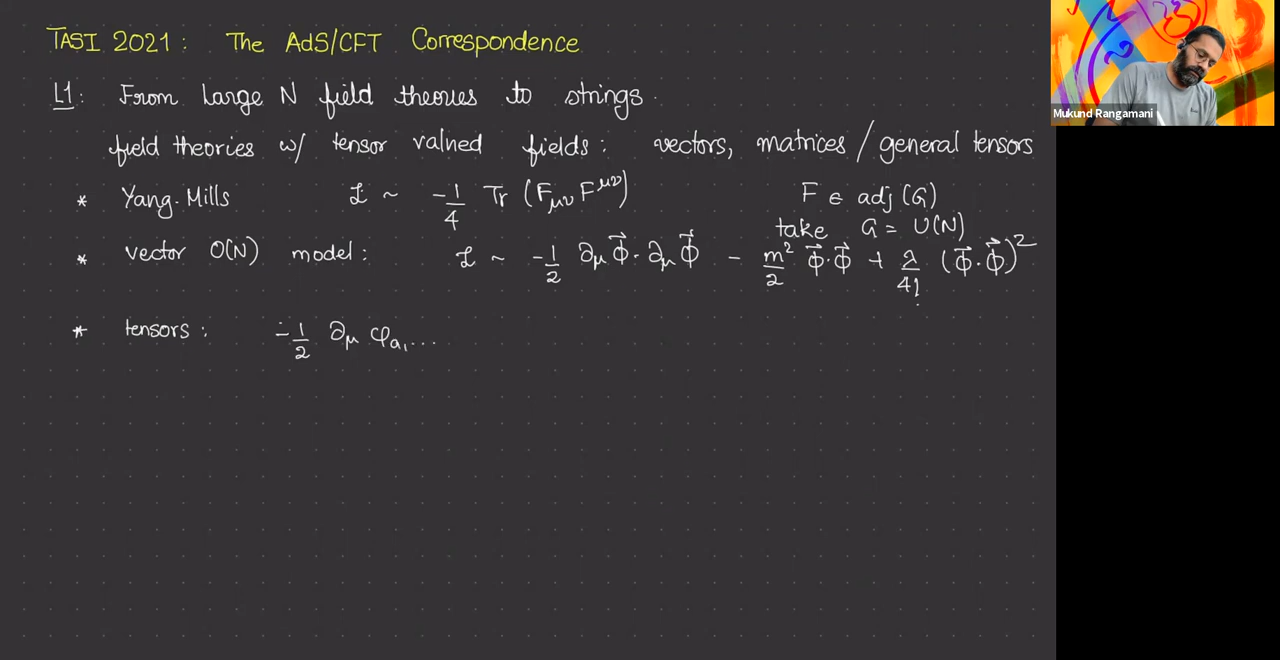 TASI 2021: The AdS/CFT Correspondence
L1: From Large N field theories to strings.
field theories w/ tensor valued fields: vectors, matrices / general tensors
* Yang-Mills ℒ ~ -1/4 Tr (F_μν F^μν) F ∈ adj (G)
take G = U(N)
* vector O(N) model: ℒ ~ -1/2 ∂_μ Φ⃗ · ∂_μ Φ⃗ - m²/2 Φ⃗·Φ⃗ + λ/4! (Φ⃗·Φ⃗)²
* tensors: -1/2 ∂_μ φ_a₁...
Mukund Rangamani